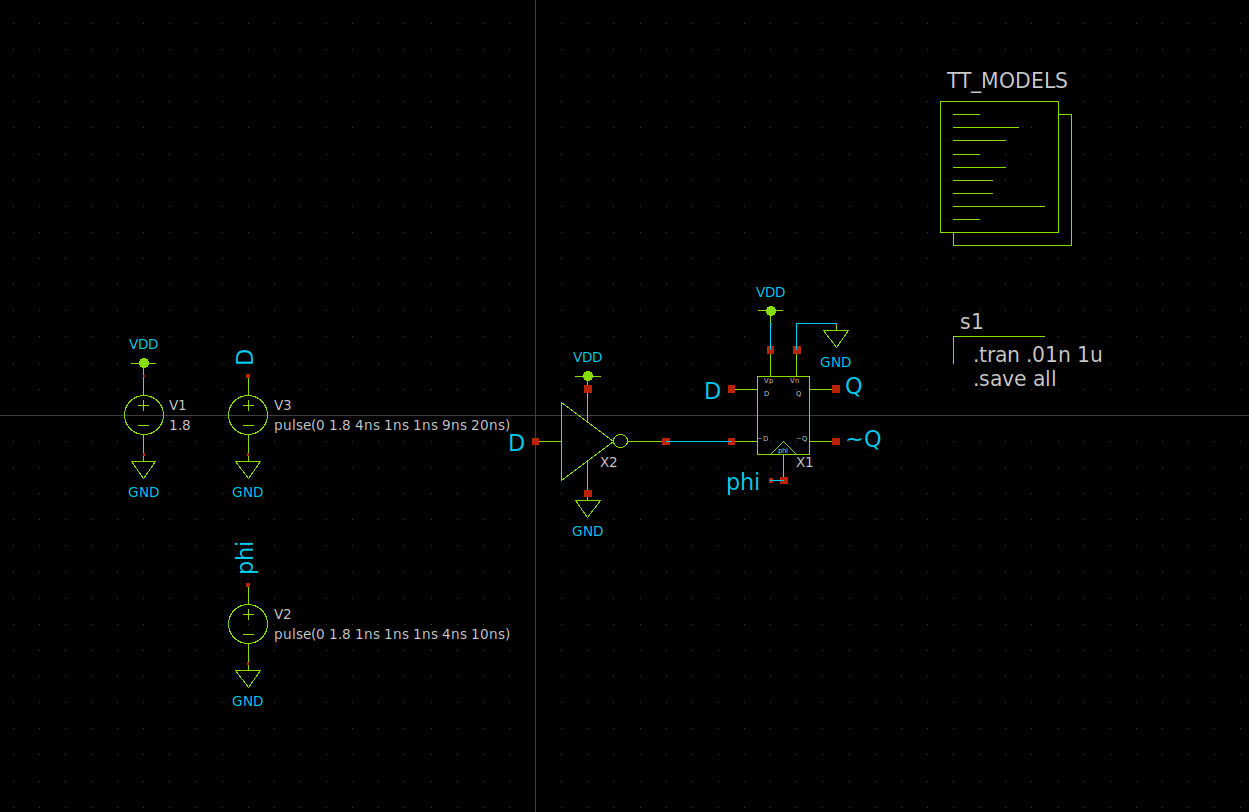 TT_MODELS
s1
.tran .01n 1u
.save all
VDD
V1
1.8
GND
D
V3
pulse(0 1.8 4ns 1ns 1ns 9ns 20ns)
GND
phi
V2
pulse(0 1.8 1ns 1ns 1ns 4ns 10ns)
GND
VDD
D
X2
GND
VDD
GND
D
Vp
Vn
D
Q
~D
~Q
phi
X1
Q
~Q
phi